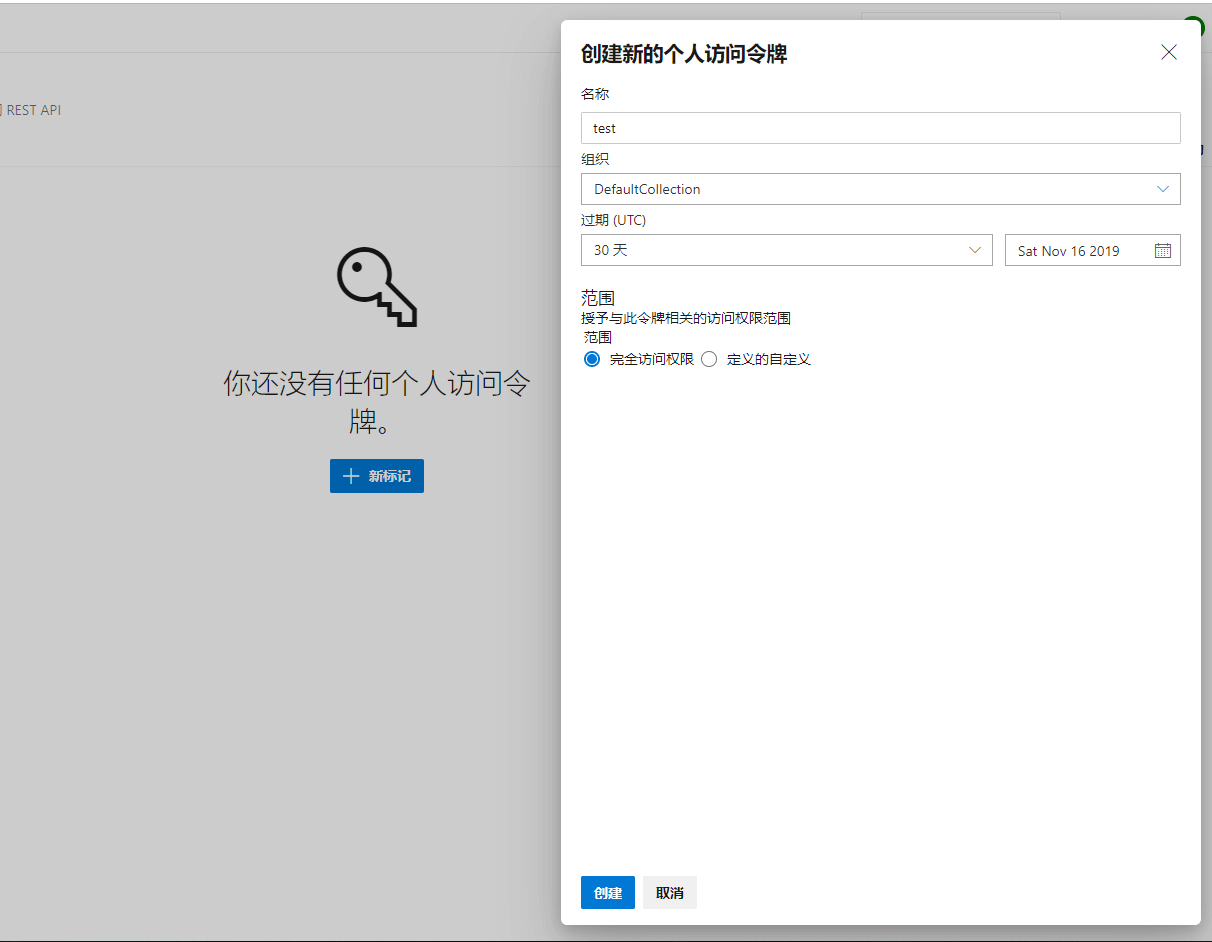 REST API
你还没有任何个人访问令
牌。
新标记
创建新的个人访问令牌
名称
test
组织
DefaultCollection
过期 (UTC)
30 天
Sat Nov 16 2019
范围
授予与此令牌相关的访问权限范围
范围
完全访问权限 定义的自定义
创建 取消